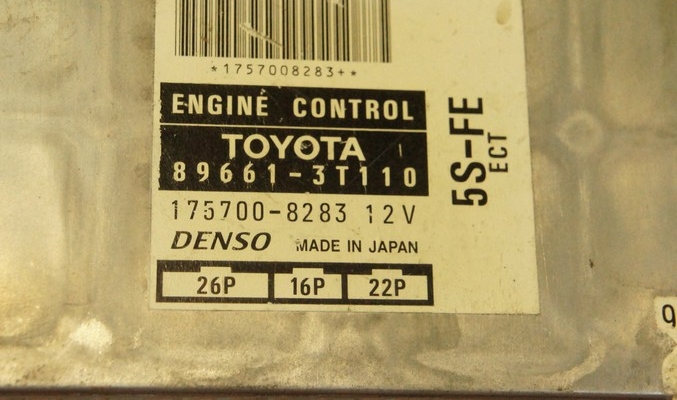 *1757008283+*
ENGINE CONTROL
TOYOTA
89661-3T110
175700-8283 12V
DENSO MADE IN JAPAN
26P 16P 22P
5S-FE
ECT
9